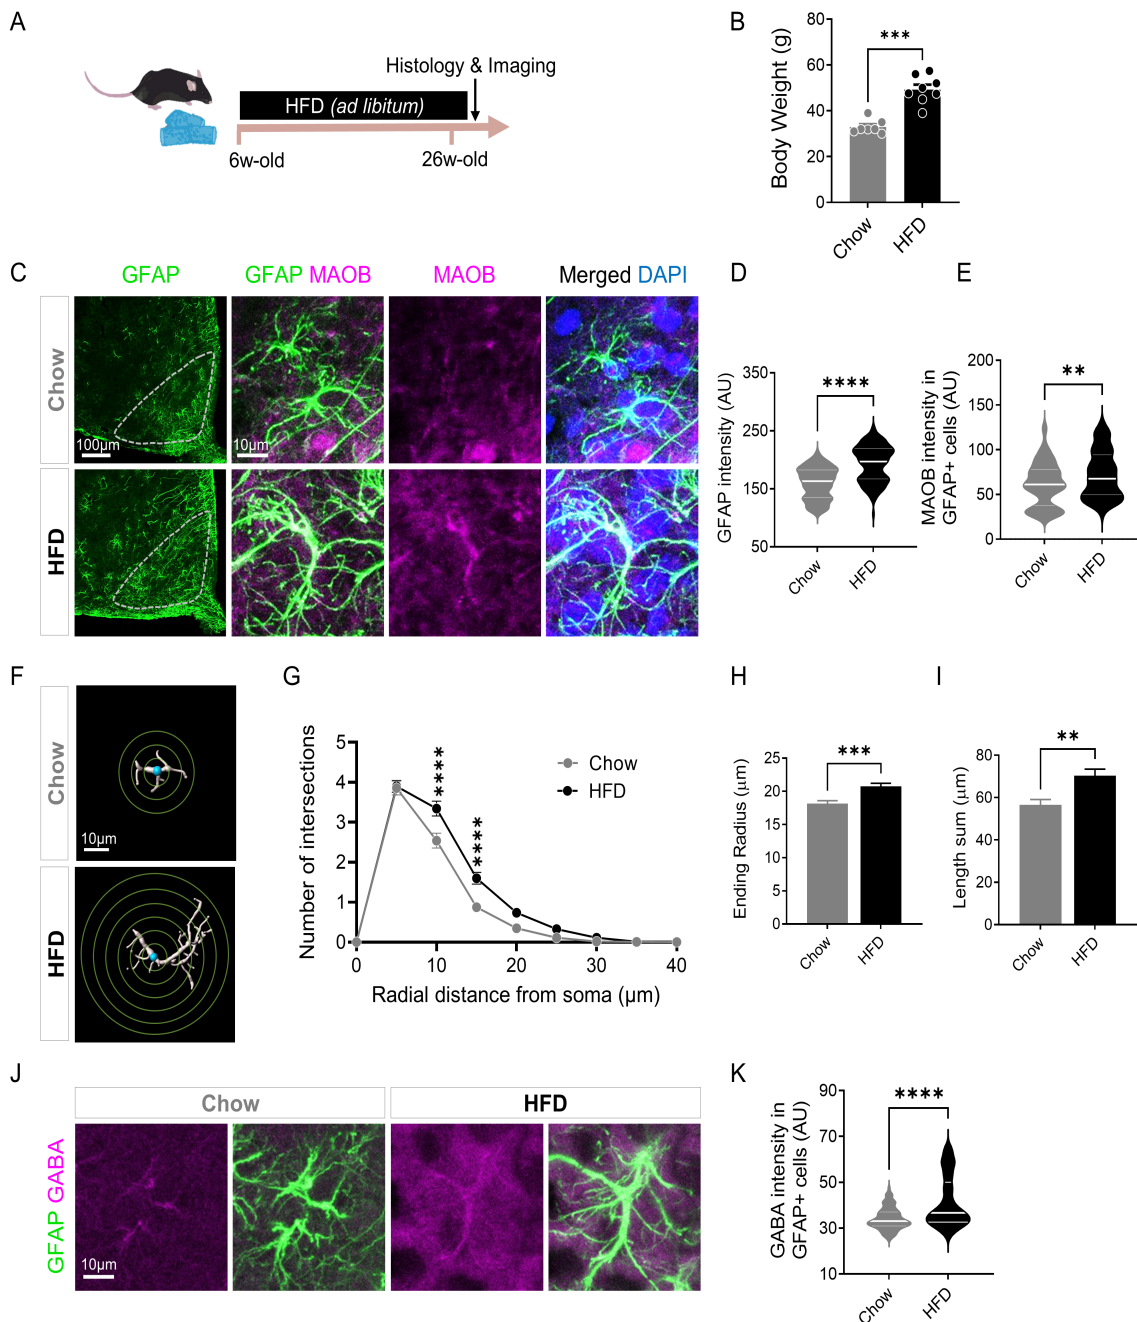 A
Histology & Imaging
HFD (ad libitum)
6w-old
26w-old
B
Body Weight (g)
80
60
40
20
0
***
Chow
HFD
C
GFAP
GFAP MAOB
MAOB
Merged DAPI
Chow
100µm
10µm
HFD
D
GFAP intensity (AU)
350
250
150
50
****
Chow
HFD
E
MAOB intensity in
GFAP+ cells (AU)
200
150
100
50
0
**
Chow
HFD
F
Chow
10µm
HFD
G
Number of intersections
5
4
3
2
1
0
****
****
Chow
HFD
0
10
20
30
40
Radial distance from soma (µm)
H
Ending Radius (µm)
25
20
15
10
5
0
***
Chow
HFD
I
Length sum (µm)
80
60
40
20
0
**
Chow
HFD
J
Chow
HFD
GFAP GABA
10µm
K
GABA intensity in
GFAP+ cells (AU)
90
70
50
30
10
****
Chow
HFD